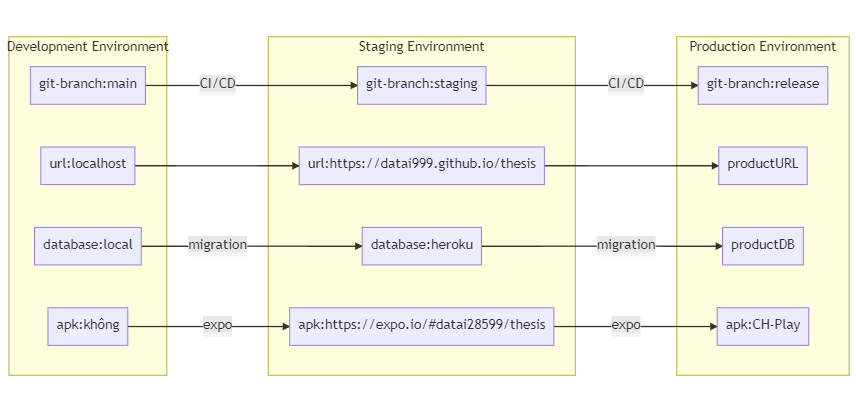 Development Environment
Staging Environment
Production Environment
git-branch:main
CI/CD
git-branch:staging
CI/CD
git-branch:release
url:localhost
url:https://datai999.github.io/thesis
productURL
database:local
migration
database:heroku
migration
productDB
apk:không
expo
apk:https://expo.io/#datai28599/thesis
expo
apk:CH-Play